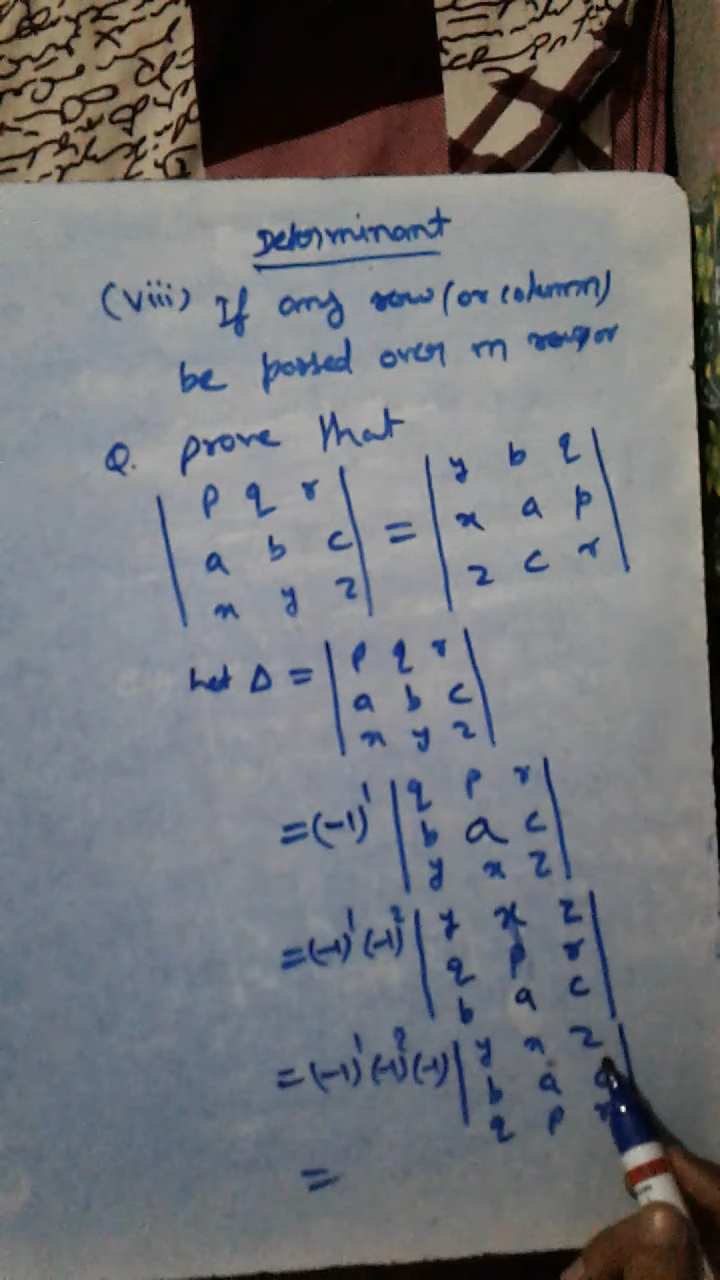 Determinant
(viii) If any row (or column)
be passed over m row or
Q. prove that
| p q r | = | y b q |
| a b c | | x a p |
| x y z | | z c r |
Let Δ = | p q r |
| a b c |
| x y z |
= (-1)¹ | q p r |
| b a c |
| y x z |
= (-1)¹ (-1)² | y x z |
| q p r |
| b a c |
= (-1)¹ (-1)² (-1) | y x z |
| b a c |
| q p r |
=